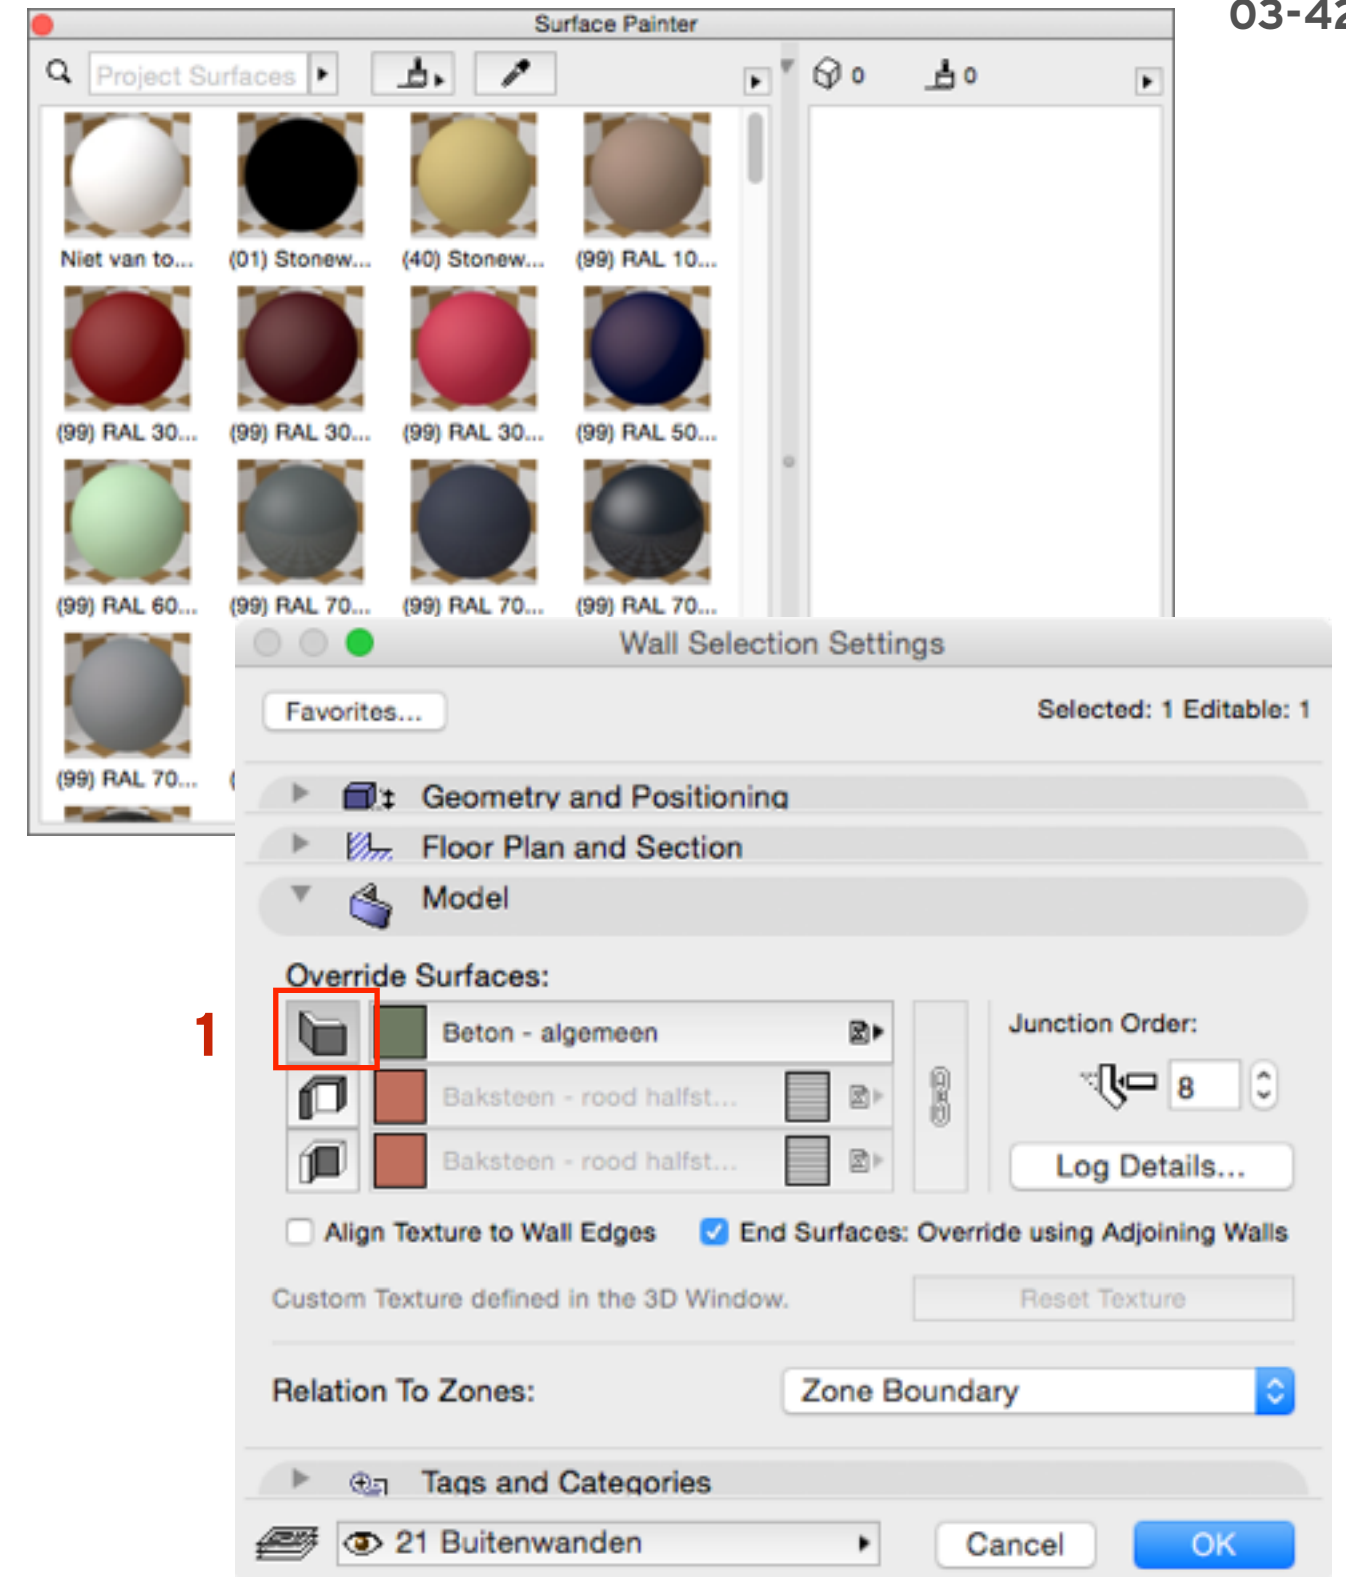 03-42
Surface Painter
Project Surfaces
0
0
Niet van to...
(01) Stonew...
(40) Stonew...
(99) RAL 10...
(99) RAL 30...
(99) RAL 30...
(99) RAL 30...
(99) RAL 50...
(99) RAL 60...
(99) RAL 70...
(99) RAL 70...
(99) RAL 70...
(99) RAL 70...
Wall Selection Settings
Favorites...
Selected: 1 Editable: 1
Geometry and Positioning
Floor Plan and Section
Model
Override Surfaces:
1
Beton - algemeen
Baksteen - rood halfst...
Baksteen - rood halfst...
Junction Order:
8
Log Details...
Align Texture to Wall Edges
End Surfaces: Override using Adjoining Walls
Custom Texture defined in the 3D Window.
Reset Texture
Relation To Zones:
Zone Boundary
Tags and Categories
21 Buitenwanden
Cancel
OK